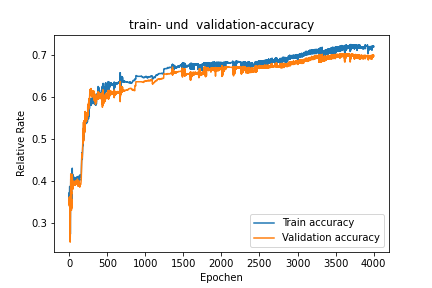 train- und  validation-accuracy
Relative Rate
0.7
0.6
0.5
0.4
0.3
0 500 1000 1500 2000 2500 3000 3500 4000
Epochen
Train accuracy
Validation accuracy